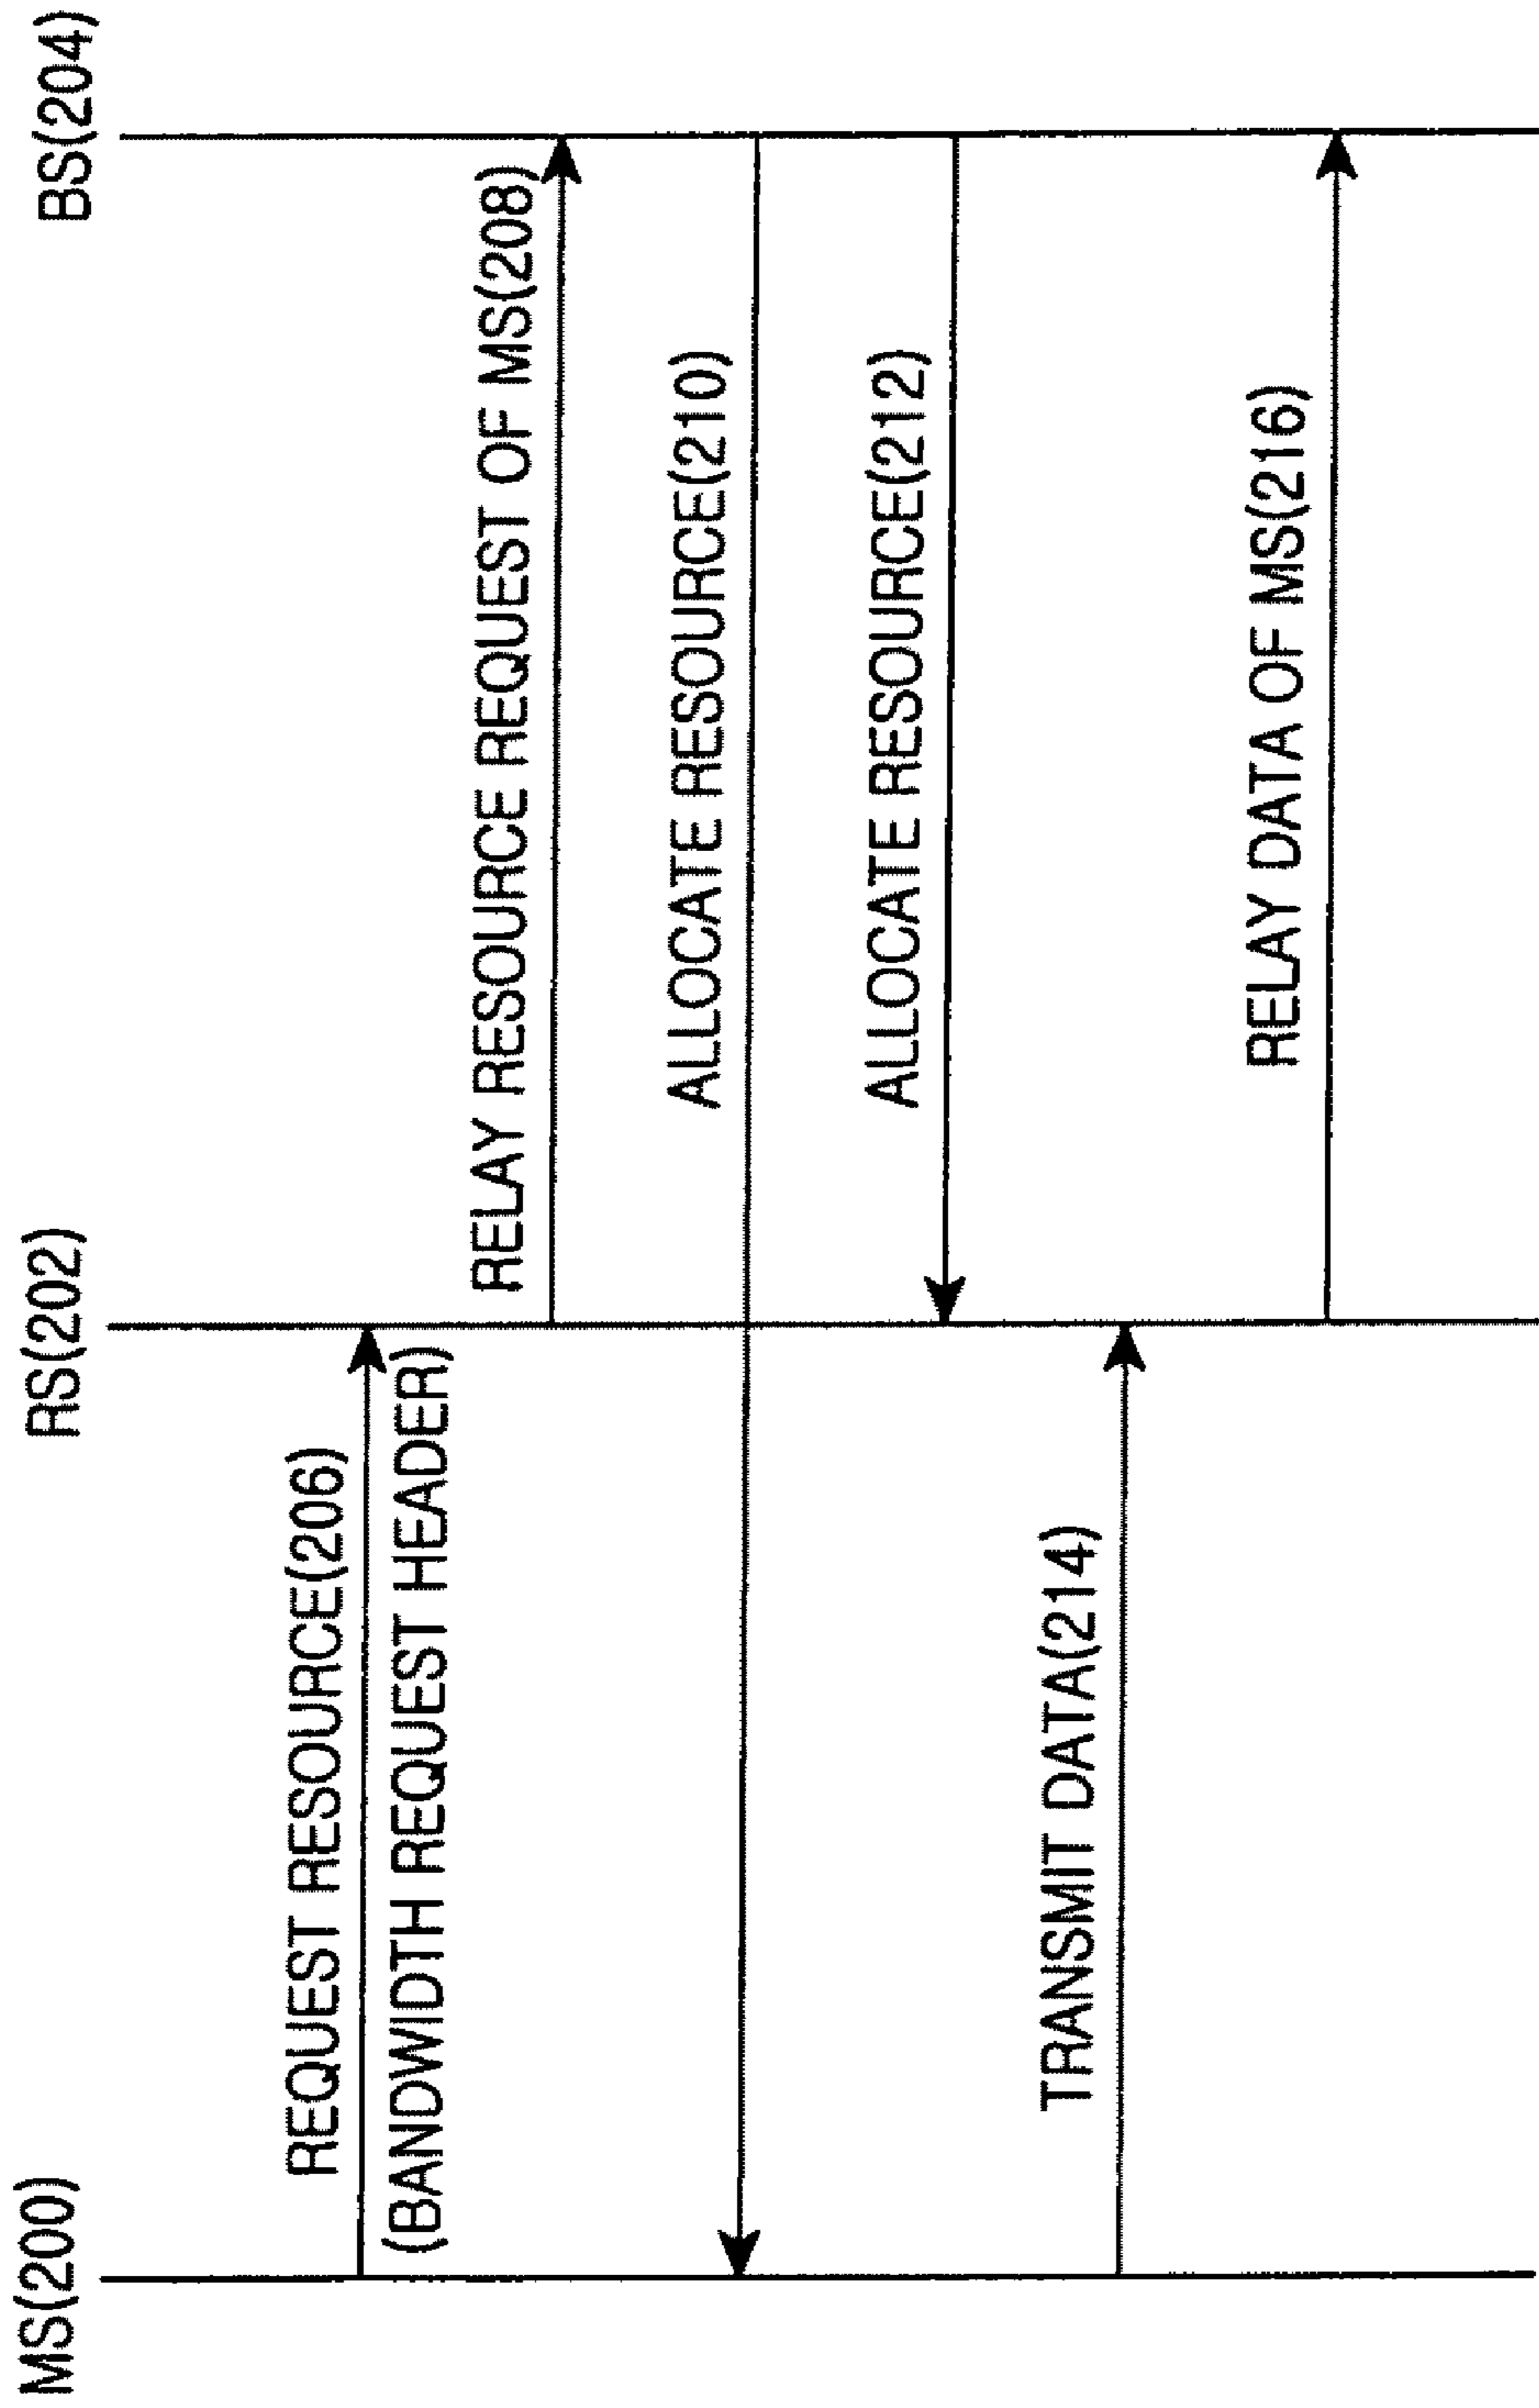 MS(200)
RS(202)
BS(204)
REQUEST RESOURCE(206)
(BANDWIDTH REQUEST HEADER)
RELAY RESOURCE REQUEST OF MS(208)
ALLOCATE RESOURCE(210)
ALLOCATE RESOURCE(212)
TRANSMIT DATA(214)
RELAY DATA OF MS(216)